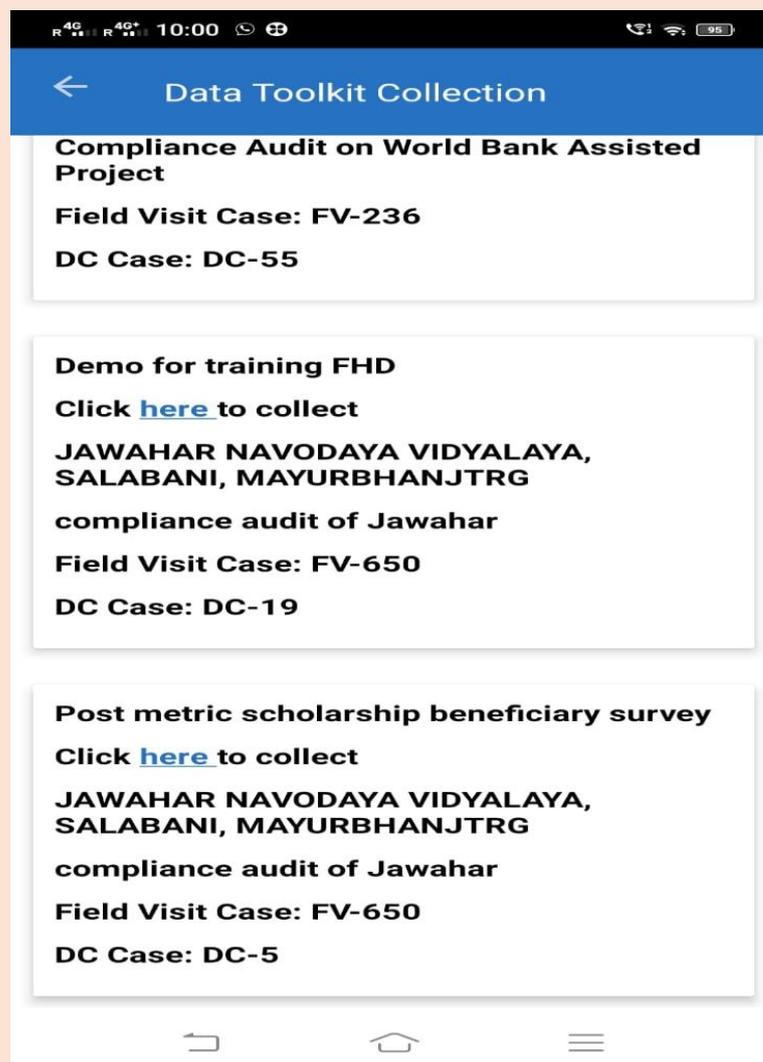 R 4G R 4G+ 10:00 95
Data Toolkit Collection
Compliance Audit on World Bank Assisted
Project
Field Visit Case: FV-236
DC Case: DC-55
Demo for training FHD
Click here to collect
JAWAHAR NAVODAYA VIDYALAYA,
SALABANI, MAYURBHANJTRG
compliance audit of Jawahar
Field Visit Case: FV-650
DC Case: DC-19
Post metric scholarship beneficiary survey
Click here to collect
JAWAHAR NAVODAYA VIDYALAYA,
SALABANI, MAYURBHANJTRG
compliance audit of Jawahar
Field Visit Case: FV-650
DC Case: DC-5